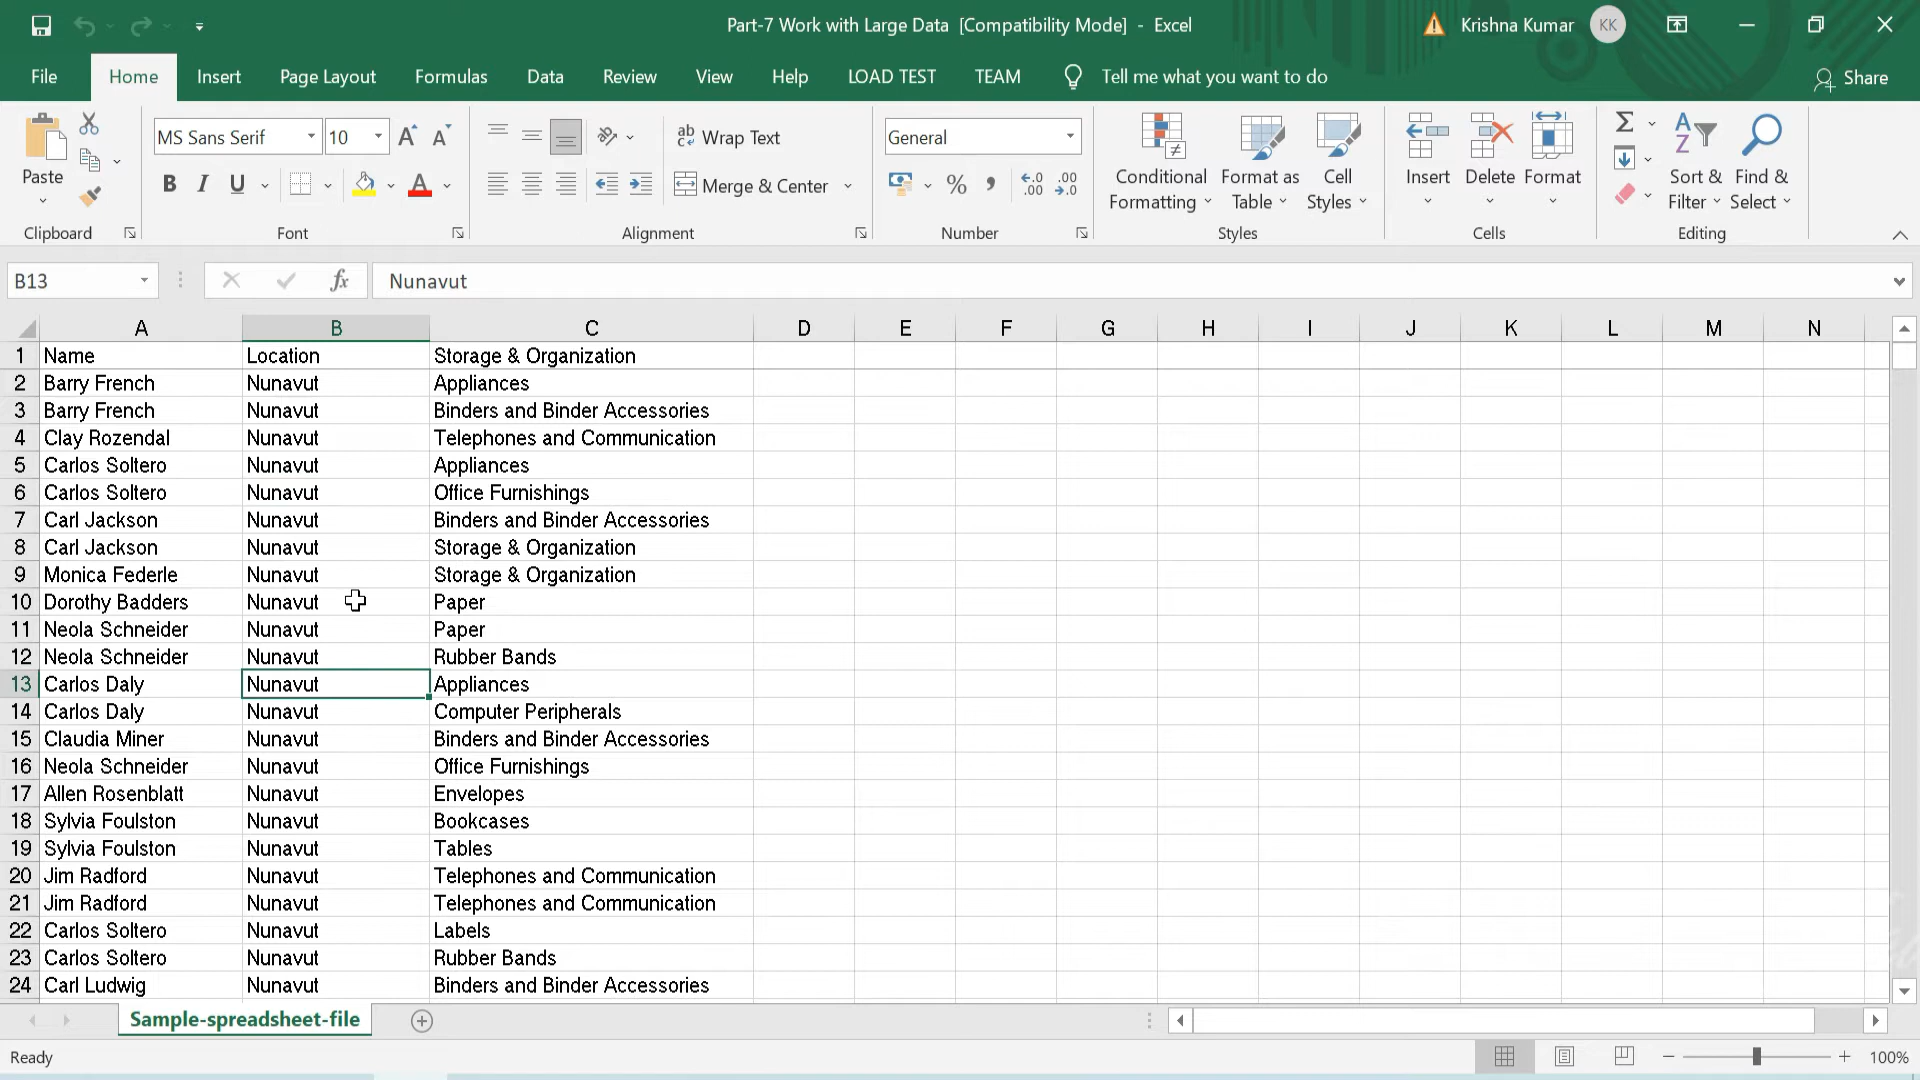 Part-7 Work with Large Data [Compatibility Mode] - Excel
Krishna Kumar KK
File Home Insert Page Layout Formulas Data Review View Help LOAD TEST TEAM Tell me what you want to do Share
Paste
Clipboard
MS Sans Serif 10
Font
Wrap Text
Merge & Center
Alignment
General
Number
Conditional Formatting
Format as Table
Cell Styles
Styles
Insert
Delete
Format
Cells
Sort & Filter
Find & Select
Editing
B13 fx Nunavut
A B C D E F G H I J K L M N
1 Name Location Storage & Organization
2 Barry French Nunavut Appliances
3 Barry French Nunavut Binders and Binder Accessories
4 Clay Rozendal Nunavut Telephones and Communication
5 Carlos Soltero Nunavut Appliances
6 Carlos Soltero Nunavut Office Furnishings
7 Carl Jackson Nunavut Binders and Binder Accessories
8 Carl Jackson Nunavut Storage & Organization
9 Monica Federle Nunavut Storage & Organization
10 Dorothy Badders Nunavut Paper
11 Neola Schneider Nunavut Paper
12 Neola Schneider Nunavut Rubber Bands
13 Carlos Daly Nunavut Appliances
14 Carlos Daly Nunavut Computer Peripherals
15 Claudia Miner Nunavut Binders and Binder Accessories
16 Neola Schneider Nunavut Office Furnishings
17 Allen Rosenblatt Nunavut Envelopes
18 Sylvia Foulston Nunavut Bookcases
19 Sylvia Foulston Nunavut Tables
20 Jim Radford Nunavut Telephones and Communication
21 Jim Radford Nunavut Telephones and Communication
22 Carlos Soltero Nunavut Labels
23 Carlos Soltero Nunavut Rubber Bands
24 Carl Ludwig Nunavut Binders and Binder Accessories
Sample-spreadsheet-file
Ready 100%